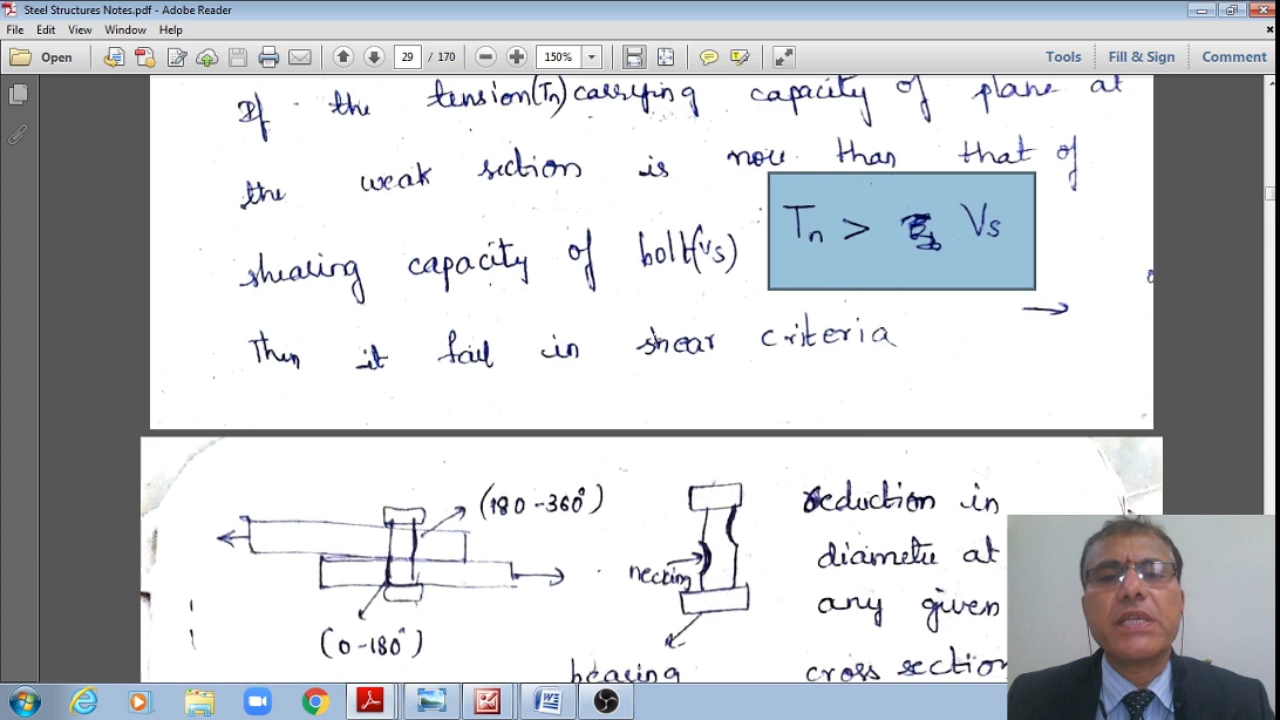 Steel Structures Notes.pdf - Adobe Reader
File Edit View Window Help
Open 29 / 170 150% Tools Fill & Sign Comment
If the tension(Tn) carrying capacity of plane at
the weak section is more than that of
shearing capacity of bolt(Vs)
Tn > Vs
Then it fail in shear criteria
(180-360°)
(0-180°)
necking
bearing
reduction in
diameter at
any given
cross section